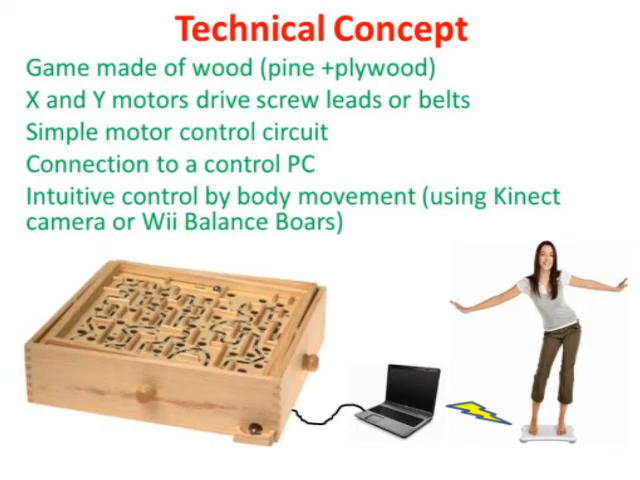 Technical Concept
Game made of wood (pine +plywood)
X and Y motors drive screw leads or belts
Simple motor control circuit
Connection to a control PC
Intuitive control by body movement (using Kinect
camera or Wii Balance Boars)